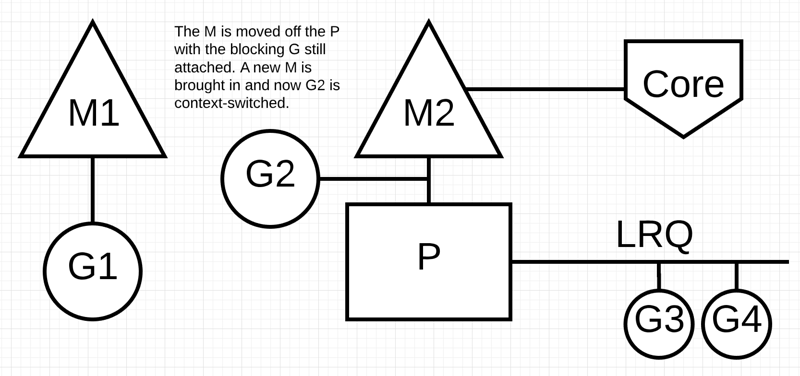 The M is moved off the P
with the blocking G still
attached. A new M is
brought in and now G2 is
context-switched.
M1
M2
Core
G2
G1
P
LRQ
G3
G4